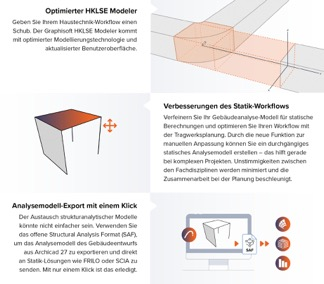 Optimierter HKLSE Modeler
Geben Sie Ihrem Haustechnik-Workflow einen
Schub. Der Graphisoft HKLSE Modeler kommt
mit optimierter Modellierungstechnologie und
aktualisierter Benutzeroberfläche.
Verbesserungen des Statik-Workflows
Verfeinern Sie Ihr Gebäudeanalyse-Modell für statische
Berechnungen und optimieren Sie Ihren Workflow mit
der Tragwerksplanung. Durch die neue Funktion zur
manuellen Anpassung können Sie ein durchgängiges
statisches Analysemodell erstellen – das hilft gerade
bei komplexen Projekten. Unstimmigkeiten zwischen
den Fachdisziplinen werden minimiert und die
Zusammenarbeit bei der Planung beschleunigt.
Analysemodell-Export mit einem Klick
Der Austausch strukturanalytischer Modelle
könnte nicht einfacher sein. Verwenden Sie
das offene Structural Analysis Format (SAF),
um das Analysemodell des Gebäudeentwurfs
aus Archicad 27 zu exportieren und direkt
an Statik-Lösungen wie FRILO oder SCIA zu
senden. Mit nur einem Klick ist das erledigt.
SAF